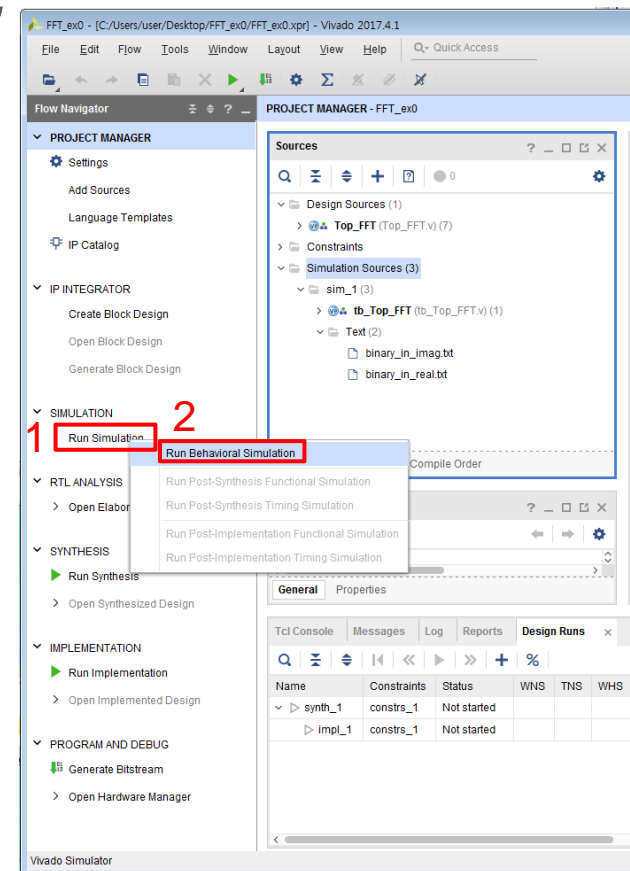 FFT_ex0 - [C:/Users/user/Desktop/FFT_ex0/FFT_ex0.xpr] - Vivado 2017.4.1
File Edit Flow Tools Window Layout View Help Quick Access
Flow Navigator
PROJECT MANAGER - FFT_ex0
PROJECT MANAGER
Settings
Add Sources
Language Templates
IP Catalog
IP INTEGRATOR
Create Block Design
Open Block Design
Generate Block Design
SIMULATION
1
Run Simulation
2
Run Behavioral Simulation
Run Post-Synthesis Functional Simulation
Run Post-Synthesis Timing Simulation
Run Post-Implementation Functional Simulation
Run Post-Implementation Timing Simulation
RTL ANALYSIS
Open Elabor
SYNTHESIS
Run Synthesis
Open Synthesized Design
IMPLEMENTATION
Run Implementation
Open Implemented Design
PROGRAM AND DEBUG
Generate Bitstream
Open Hardware Manager
Sources
0
Design Sources (1)
Top_FFT (Top_FFT.v) (7)
Constraints
Simulation Sources (3)
sim_1 (3)
tb_Top_FFT (tb_Top_FFT.v) (1)
Text (2)
binary_in_imag.txt
binary_in_real.txt
Compile Order
General Properties
Tcl Console Messages Log Reports Design Runs
Name Constraints Status WNS TNS WHS
synth_1 constrs_1 Not started
impl_1 constrs_1 Not started
Vivado Simulator